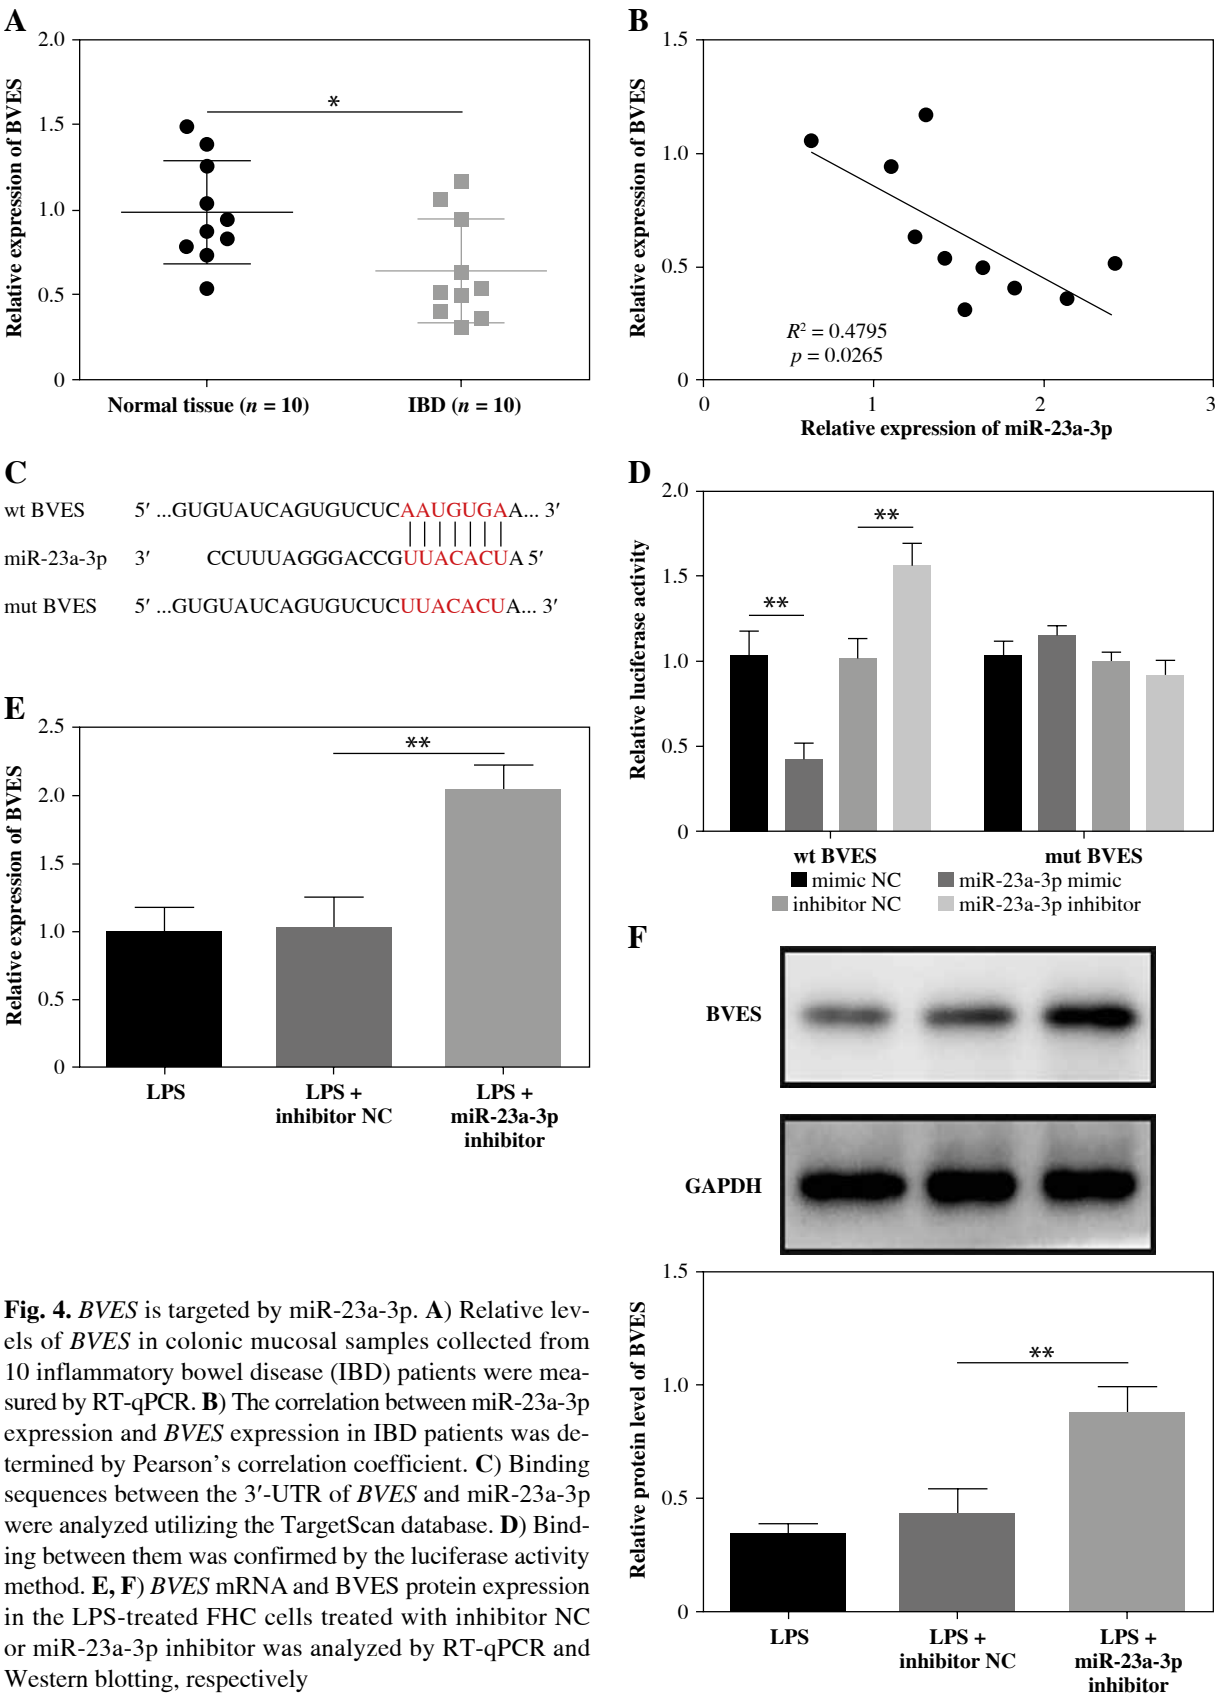 A
2.0
1.5
1.0
0.5
0
Relative expression of BVES
*
Normal tissue (n = 10)
IBD (n = 10)
B
1.5
1.0
0.5
0
Relative expression of BVES
R² = 0.4795
p = 0.0265
0
1
2
3
Relative expression of miR-23a-3p
C
wt BVES 5′ ...GUGUAUCAGUGUCUCAAUGUGAA... 3′
miR-23a-3p 3′ CCUUUAGGGACCGUUACACUA 5′
mut BVES 5′ ...GUGUAUCAGUGUCUCUUACACUA... 3′
D
2.0
1.5
1.0
0.5
0
Relative luciferase activity
**
**
wt BVES
mut BVES
mimic NC
miR-23a-3p mimic
inhibitor NC
miR-23a-3p inhibitor
E
2.5
2.0
1.5
1.0
0.5
0
Relative expression of BVES
**
LPS
LPS +
inhibitor NC
LPS +
miR-23a-3p
inhibitor
F
BVES
GAPDH
1.5
1.0
0.5
0
Relative protein level of BVES
**
LPS
LPS +
inhibitor NC
LPS +
miR-23a-3p
inhibitor
Fig. 4. BVES is targeted by miR-23a-3p. A) Relative lev-
els of BVES in colonic mucosal samples collected from
10 inflammatory bowel disease (IBD) patients were mea-
sured by RT-qPCR. B) The correlation between miR-23a-3p
expression and BVES expression in IBD patients was de-
termined by Pearson's correlation coefficient. C) Binding
sequences between the 3′-UTR of BVES and miR-23a-3p
were analyzed utilizing the TargetScan database. D) Bind-
ing between them was confirmed by the luciferase activity
method. E, F) BVES mRNA and BVES protein expression
in the LPS-treated FHC cells treated with inhibitor NC
or miR-23a-3p inhibitor was analyzed by RT-qPCR and
Western blotting, respectively